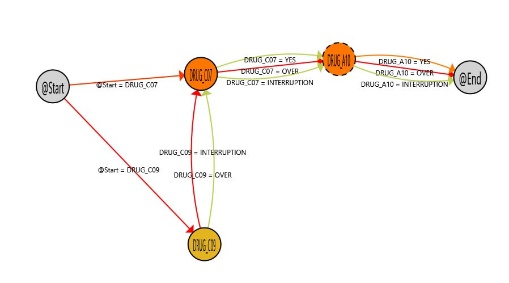 DRUG_C07 = YES
DRUG_A10
DRUG_A10 = YES
DRUG_C07
DRUG_C07 = OVER
DRUG_A10 = OVER
@Start
@Start = DRUG_C07
DRUG_C07 = INTERRUPTION
DRUG_A10 = INTERRUPTION
@End
DRUG_C09 = INTERRUPTION
@Start = DRUG_C09
DRUG_C09 = OVER
DRUG_C09